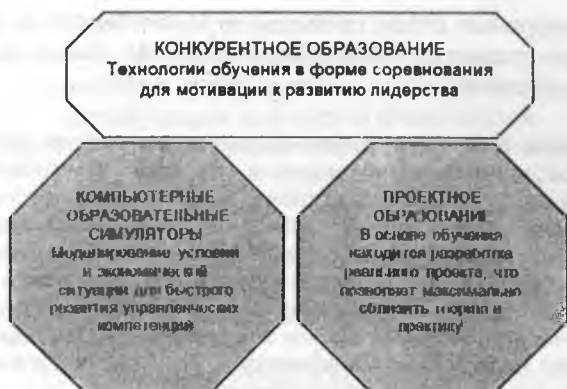 КОНКУРЕНТНОЕ ОБРАЗОВАНИЕ
Технологии обучения в форме соревнования
для мотивации к развитию лидерства
КОМПЬЮТЕРНЫЕ
ОБРАЗОВАТЕЛЬНЫЕ
СИМУЛЯТОРЫ
Моделирование условий
и экономической
ситуации для быстрого
развития управленческих
компетенций
ПРОЕКТНОЕ
ОБРАЗОВАНИЕ
В основе обучения
находится разработка
реального проекта, что
позволяет максимально
сблизить теорию и
практику